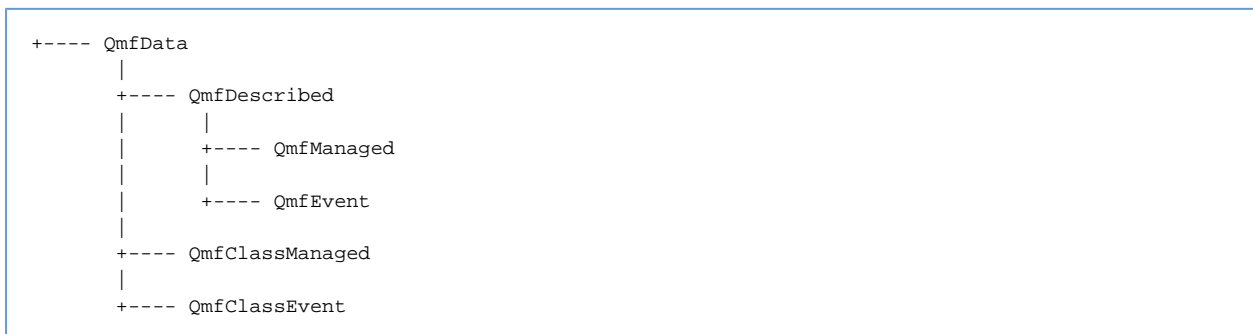 +---- QmfData
|
+---- QmfDescribed
| |
| +---- QmfManaged
| |
| +---- QmfEvent
|
+---- QmfClassManaged
|
+---- QmfClassEvent